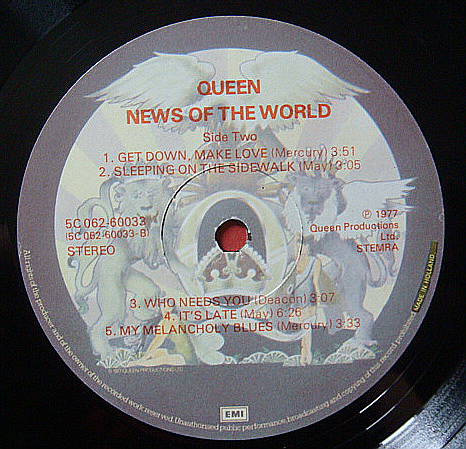 QUEEN
NEWS OF THE WORLD
Side Two
1. GET DOWN, MAKE LOVE (Mercury) 3:51
2. SLEEPING ON THE SIDEWALK (May) 3:05
5C 062-60033
(5C 062-60033-B)
STEREO
℗ 1977
Queen Productions
Ltd.
STEMRA
3. WHO NEEDS YOU (Deacon) 3:07
4. IT'S LATE (May) 6:26
5. MY MELANCHOLY BLUES (Mercury) 3:33
MADE IN HOLLAND
© 1977 QUEEN PRODUCTIONS LTD
EMI
All rights of the producer and of the owner of the recorded work reserved. Unauthorised public performance, broadcasting and copying of this record prohibited